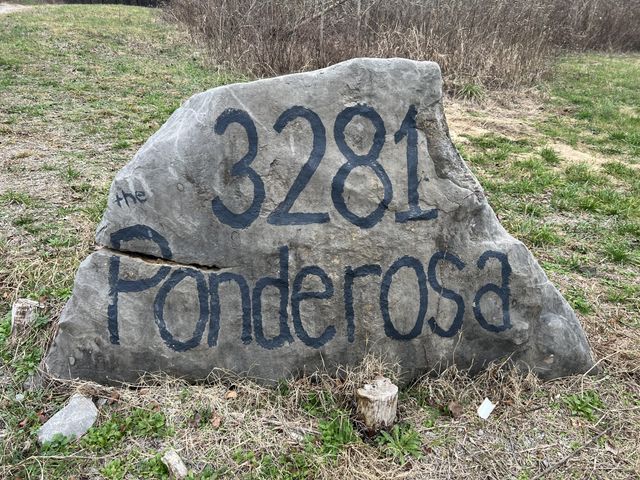 3281
the
Ponderosa